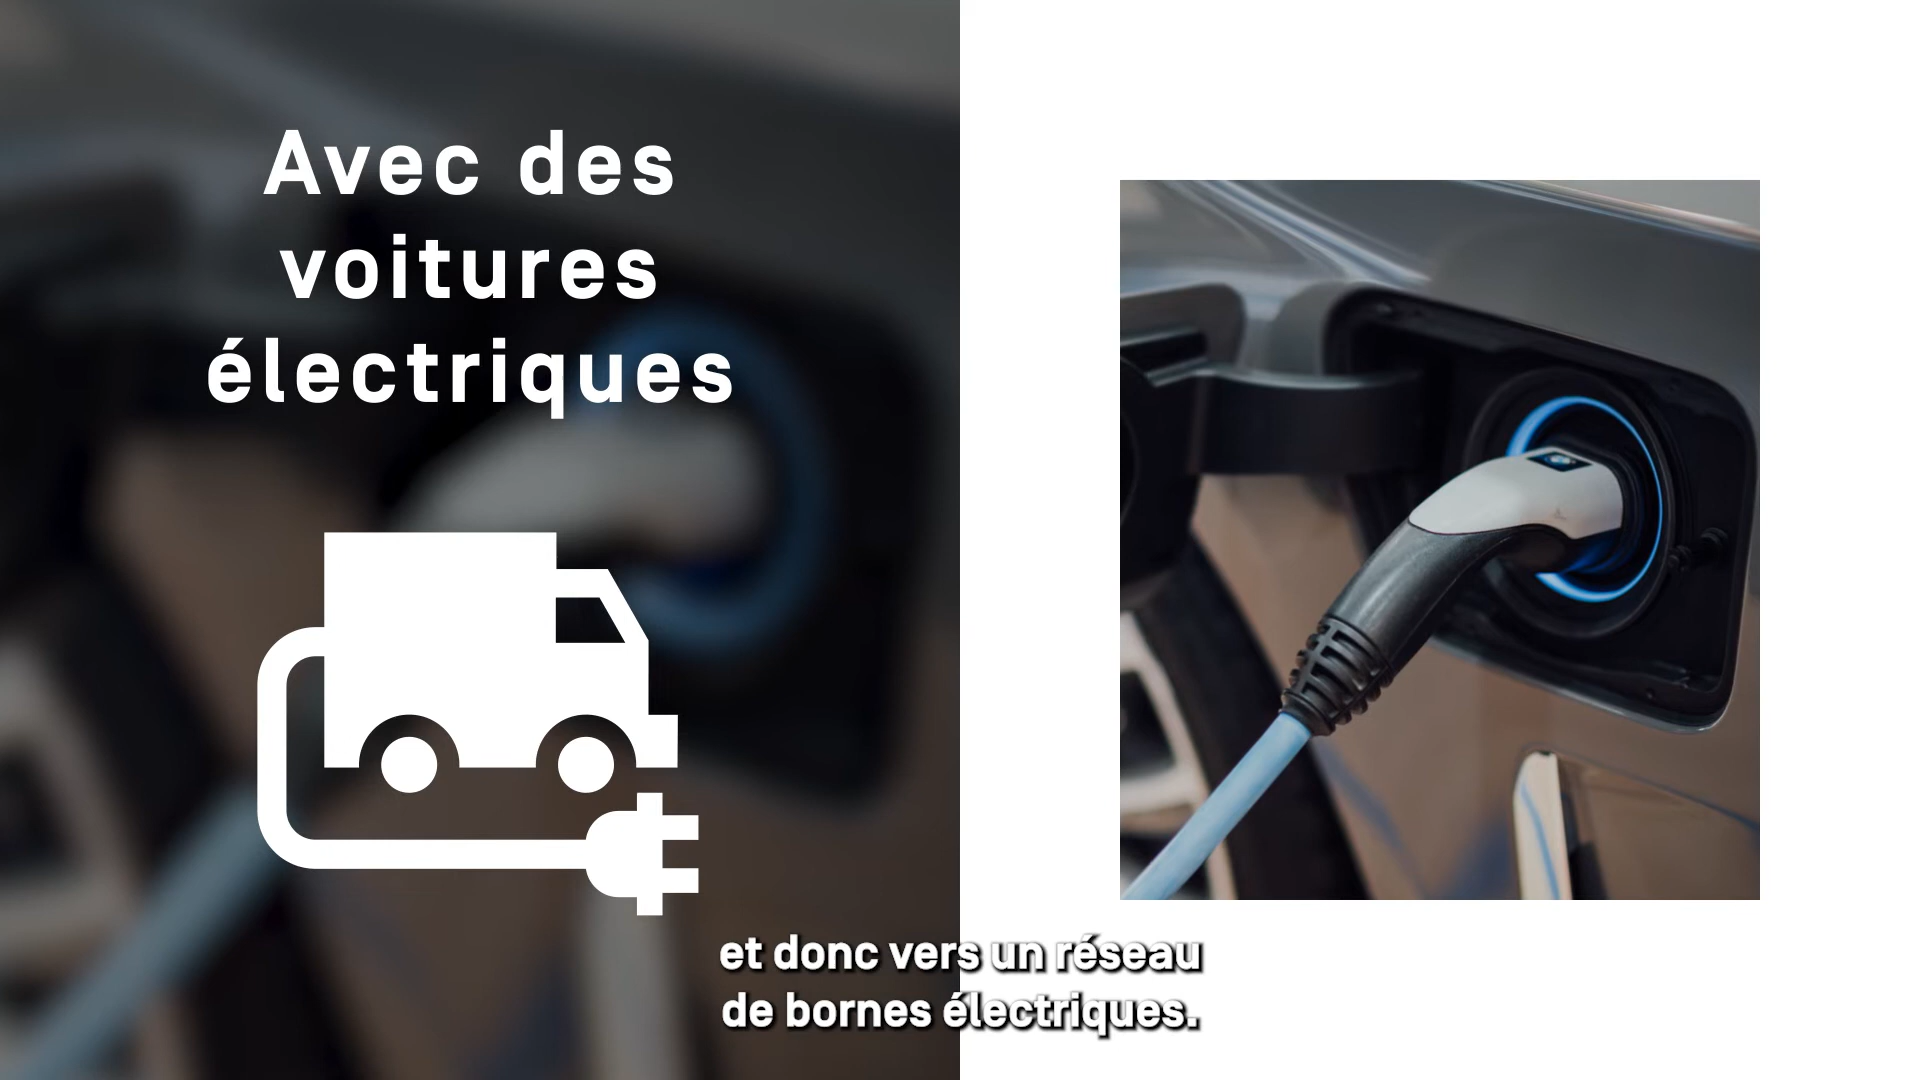 Avec des
voitures
électriques
et donc vers un réseau
de bornes électriques.